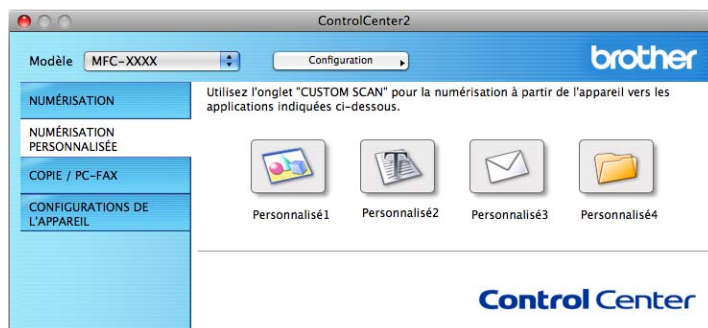 ControlCenter2
Modèle MFC-XXXX Configuration brother
NUMÉRISATION
NUMÉRISATION
PERSONNALISÉE
COPIE / PC-FAX
CONFIGURATIONS DE
L'APPAREIL
Utilisez l'onglet "CUSTOM SCAN" pour la numérisation à partir de l'appareil vers les
applications indiquées ci-dessous.
Personnalisé1 Personnalisé2 Personnalisé3 Personnalisé4
Control Center